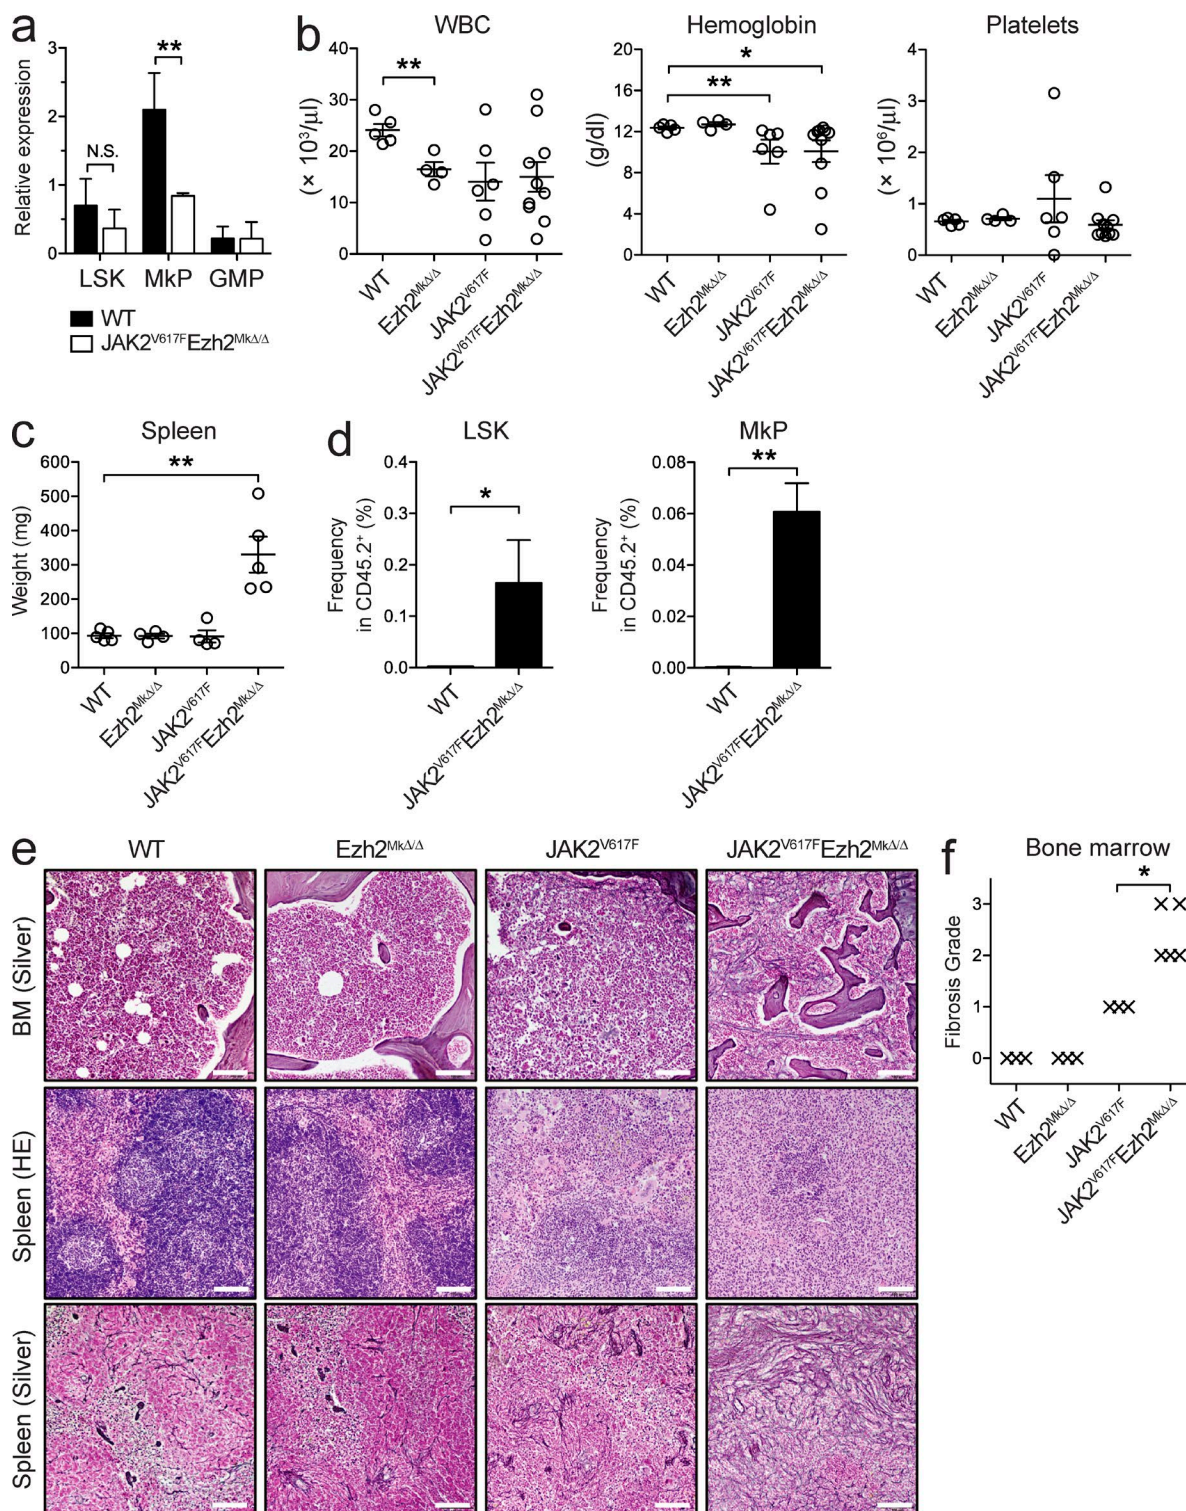 a
Relative expression
3
2
1
0
**
N.S.
LSK MkP GMP
WT
JAK2V617FEzh2MkΔ/Δ
b
WBC
(× 10³/μl)
40
30
20
10
0
**
WT
Ezh2MkΔ/Δ
JAK2V617F
JAK2V617FEzh2MkΔ/Δ
Hemoglobin
(g/dl)
20
16
12
8
4
0
*
**
WT
Ezh2MkΔ/Δ
JAK2V617F
JAK2V617FEzh2MkΔ/Δ
Platelets
(× 10⁶/μl)
4
3
2
1
0
WT
Ezh2MkΔ/Δ
JAK2V617F
JAK2V617FEzh2MkΔ/Δ
c
Spleen
Weight (mg)
600
500
400
300
200
100
0
**
WT
Ezh2MkΔ/Δ
JAK2V617F
JAK2V617FEzh2MkΔ/Δ
d
LSK
Frequency
in CD45.2⁺ (%)
0.4
0.3
0.2
0.1
0.0
*
WT
JAK2V617FEzh2MkΔ/Δ
MkP
Frequency
in CD45.2⁺ (%)
0.08
0.06
0.04
0.02
0.00
**
WT
JAK2V617FEzh2MkΔ/Δ
e
WT Ezh2MkΔ/Δ JAK2V617F JAK2V617FEzh2MkΔ/Δ
BM (Silver)
Spleen (HE)
Spleen (Silver)
f
Bone marrow
Fibrosis Grade
3
2
1
0
*
WT
Ezh2MkΔ/Δ
JAK2V617F
JAK2V617FEzh2MkΔ/Δ